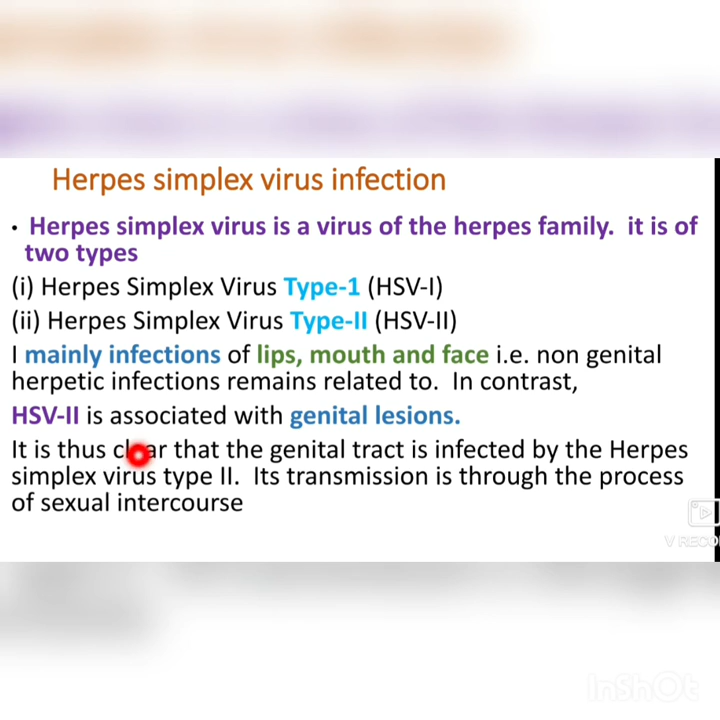 Herpes simplex virus infection
• Herpes simplex virus is a virus of the herpes family. it is of
two types
(i) Herpes Simplex Virus Type-1 (HSV-I)
(ii) Herpes Simplex Virus Type-II (HSV-II)
I mainly infections of lips, mouth and face i.e. non genital
herpetic infections remains related to. In contrast,
HSV-II is associated with genital lesions.
It is thus clear that the genital tract is infected by the Herpes
simplex virus type II. Its transmission is through the process
of sexual intercourse
V RECO
InShOt